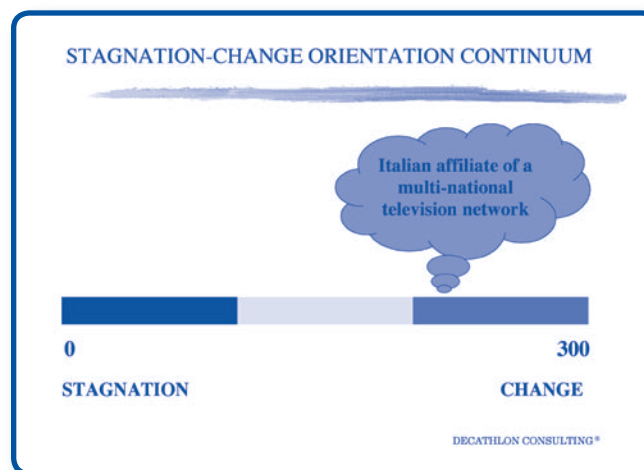 STAGNATION-CHANGE ORIENTATION CONTINUUM
Italian affiliate of a
multi-national
television network
0
300
STAGNATION
CHANGE
DECATHLON CONSULTING®